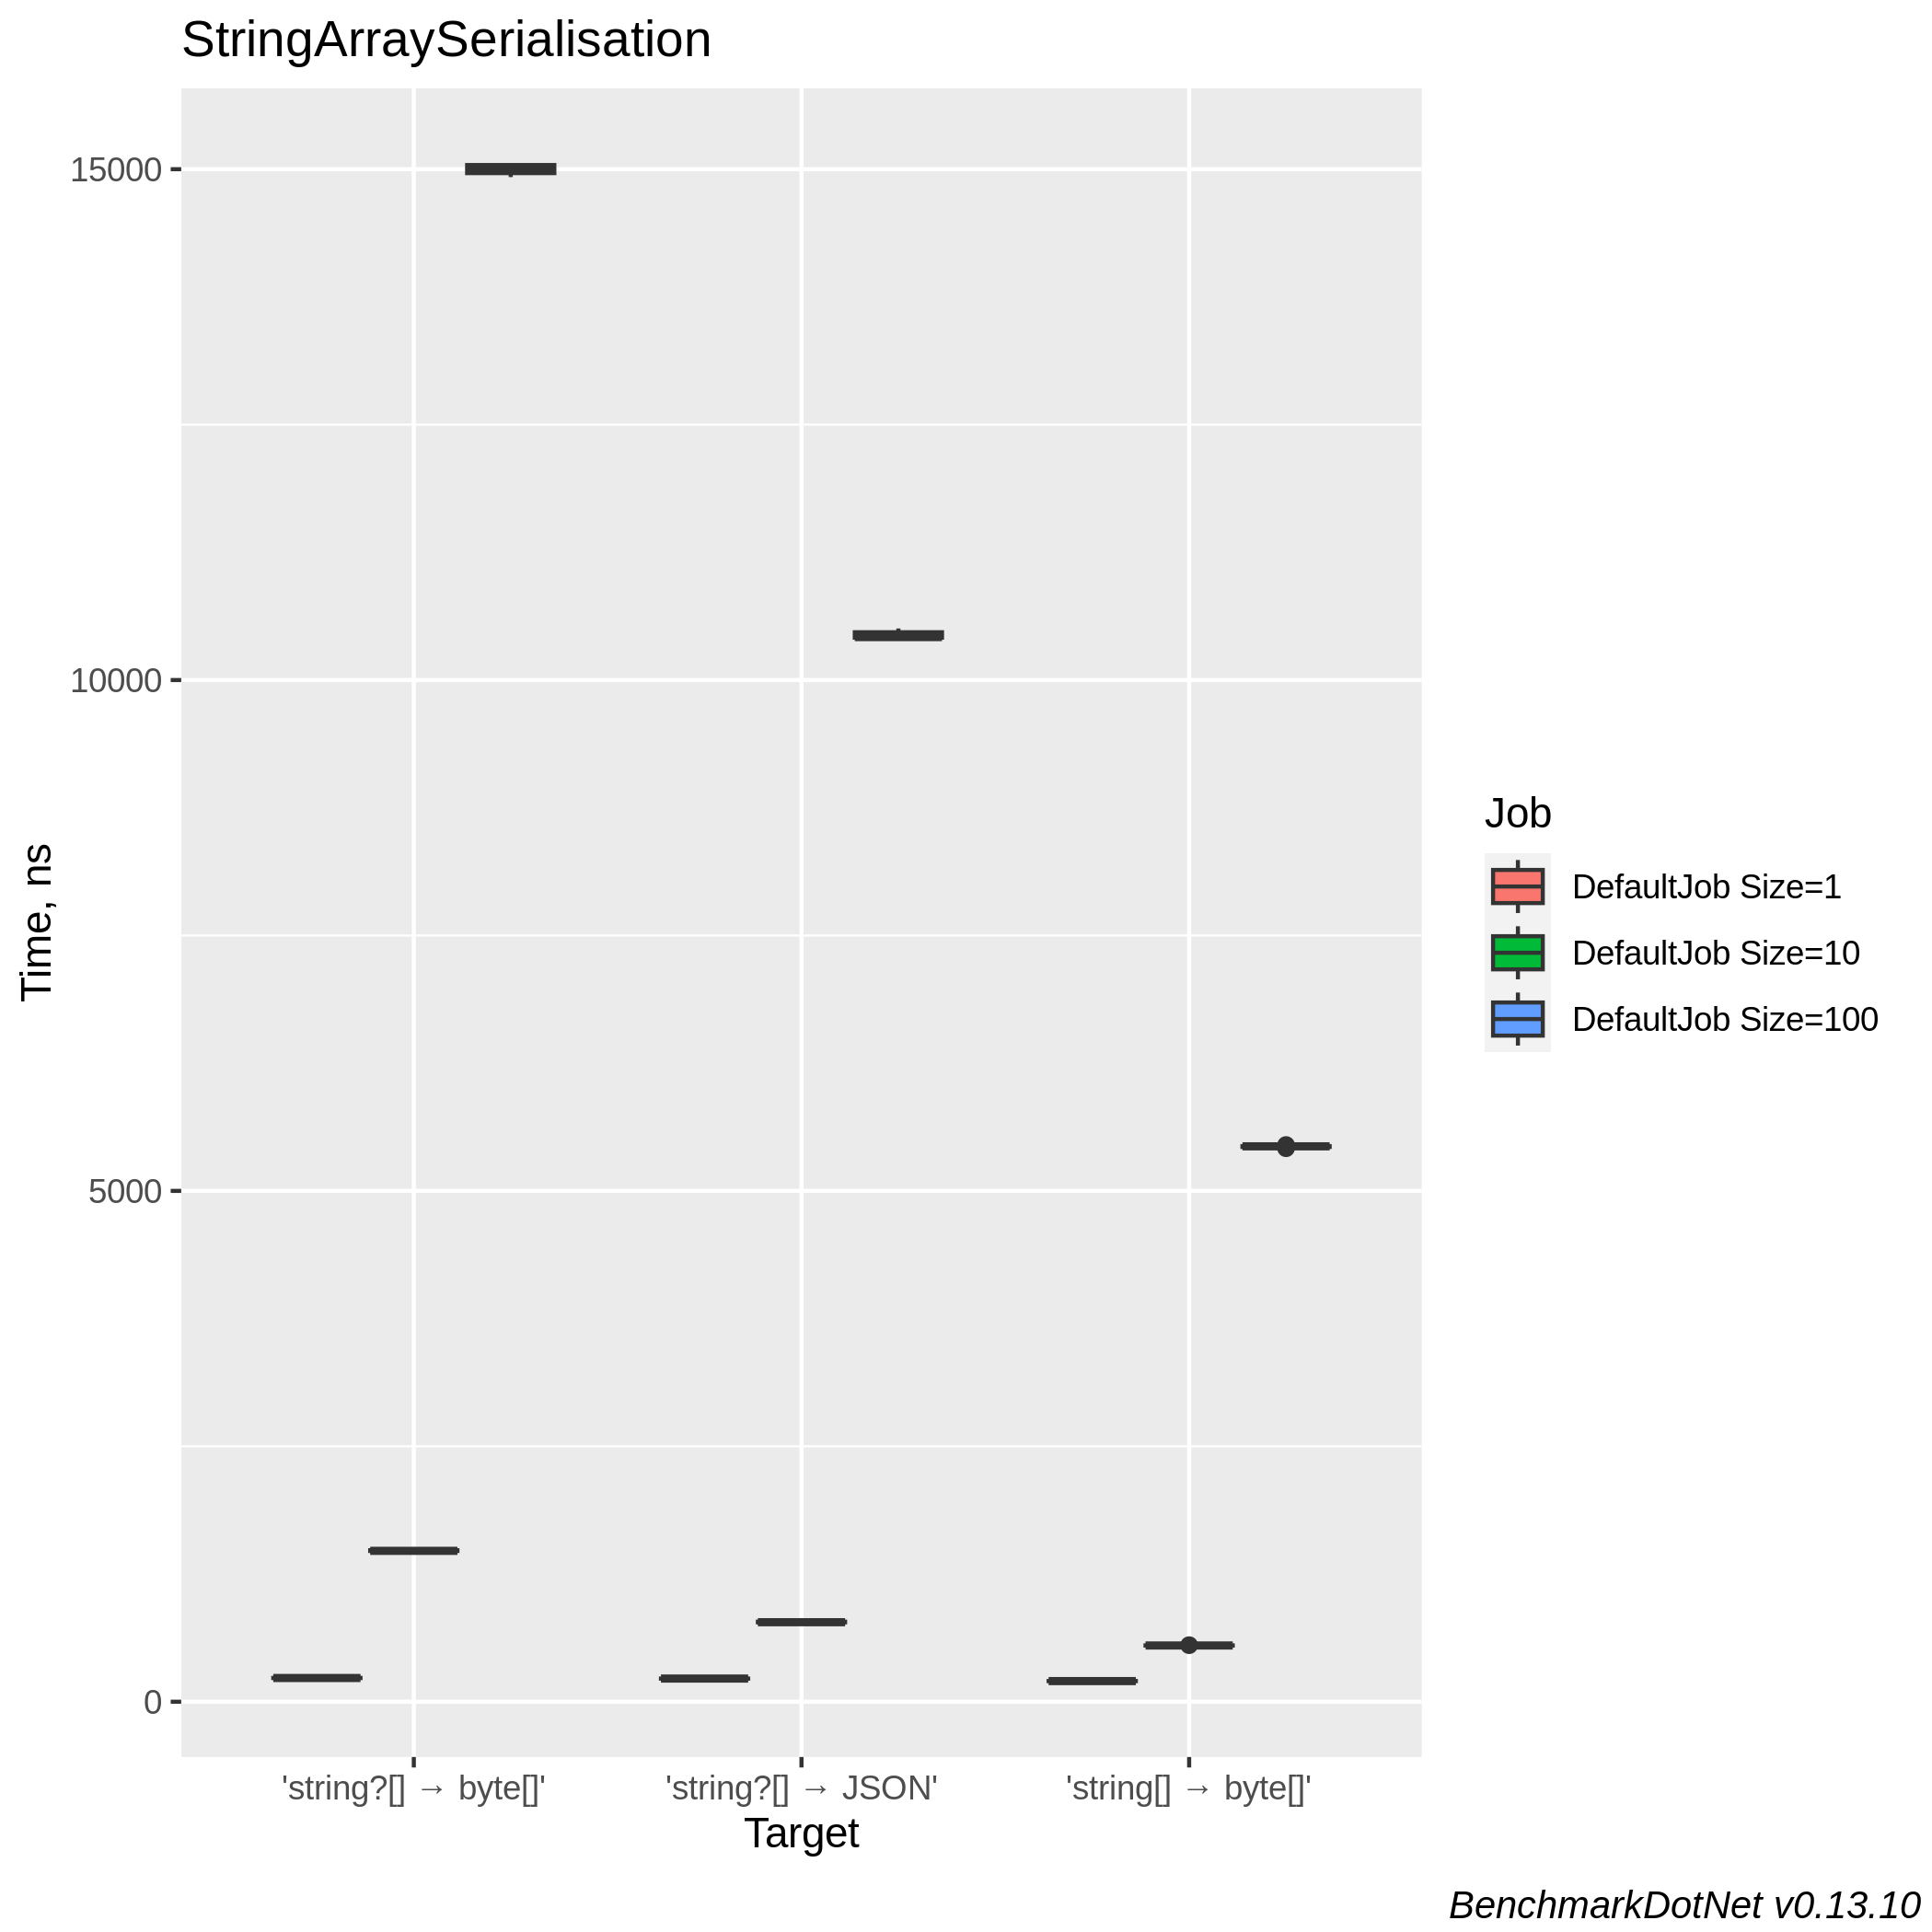 StringArraySerialisation
15000
10000
5000
0
Time, ns
'string?[] → byte[]'
'string?[] → JSON'
'string[] → byte[]'
Target
Job
DefaultJob Size=1
DefaultJob Size=10
DefaultJob Size=100
BenchmarkDotNet v0.13.10